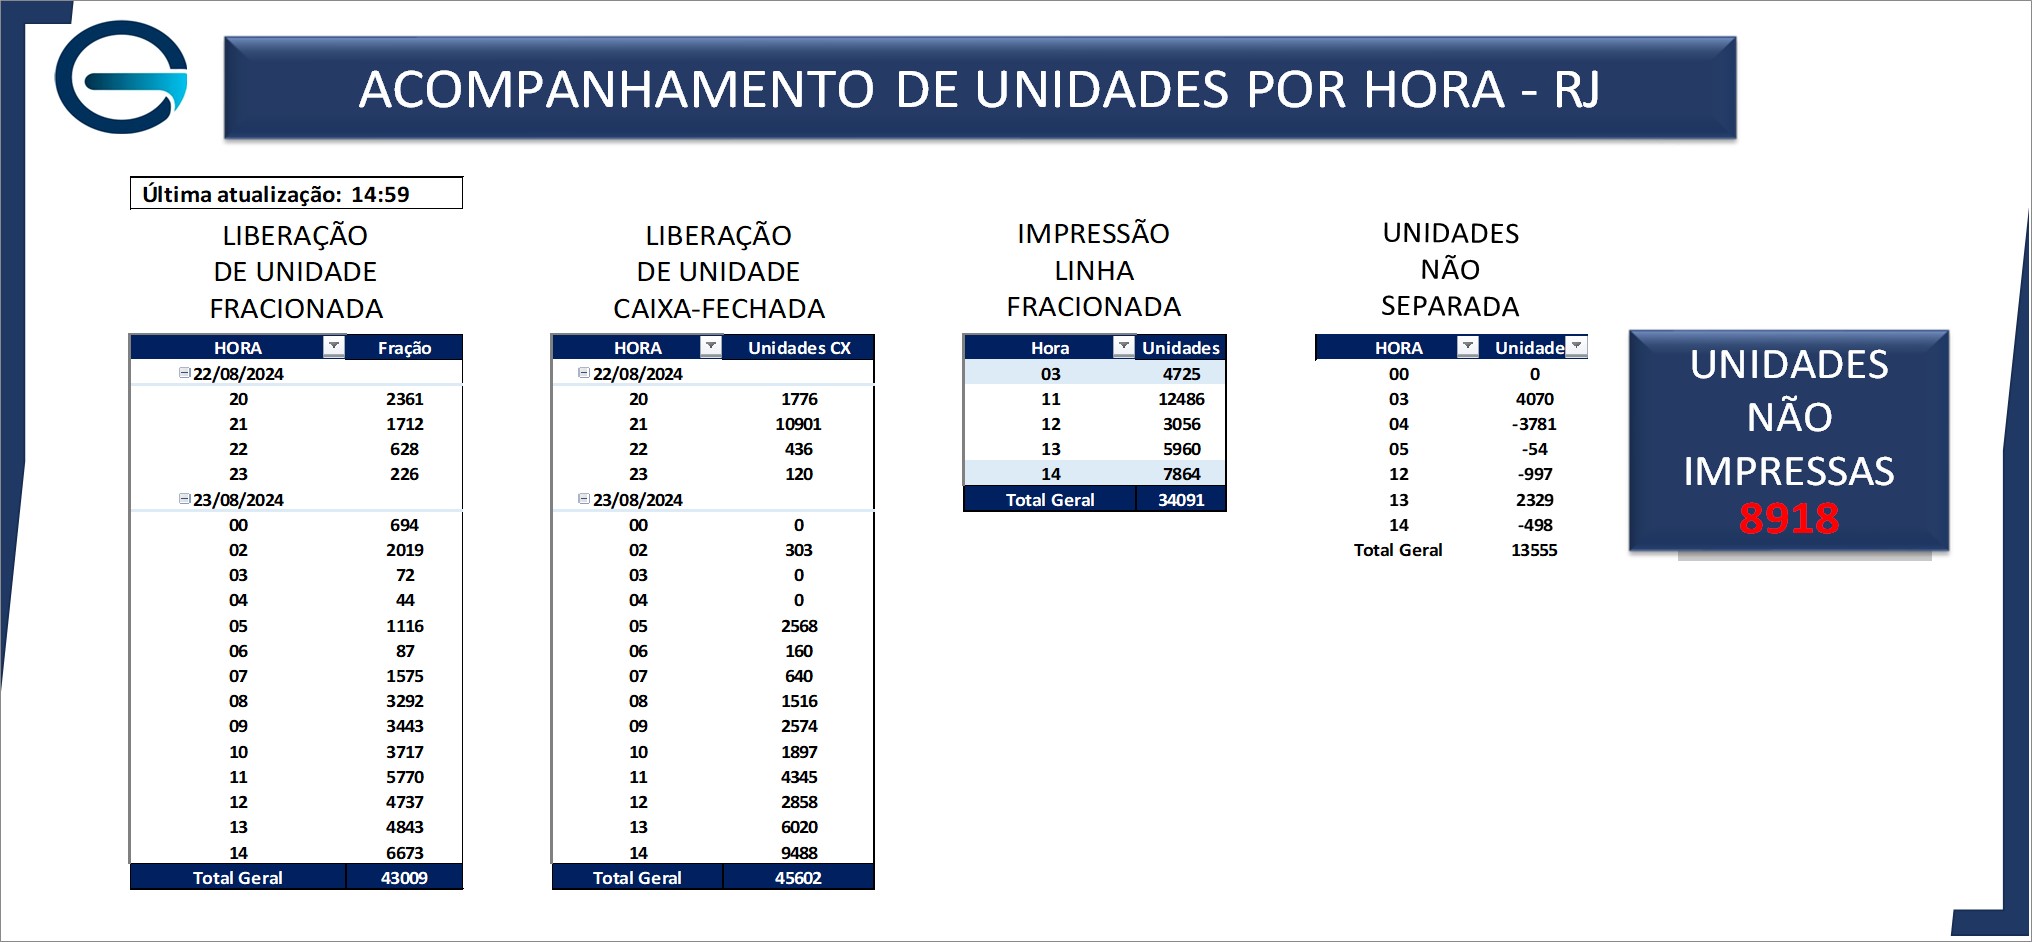 ACOMPANHAMENTO DE UNIDADES POR HORA - RJ
Última atualização: 14:59
LIBERAÇÃO
DE UNIDADE
FRACIONADA
HORA Fração
22/08/2024
20 2361
21 1712
22 628
23 226
23/08/2024
00 694
02 2019
03 72
04 44
05 1116
06 87
07 1575
08 3292
09 3443
10 3717
11 5770
12 4737
13 4843
14 6673
Total Geral 43009
LIBERAÇÃO
DE UNIDADE
CAIXA-FECHADA
HORA Unidades CX
22/08/2024
20 1776
21 10901
22 436
23 120
23/08/2024
00 0
02 303
03 0
04 0
05 2568
06 160
07 640
08 1516
09 2574
10 1897
11 4345
12 2858
13 6020
14 9488
Total Geral 45602
IMPRESSÃO
LINHA
FRACIONADA
Hora Unidades
03 4725
11 12486
12 3056
13 5960
14 7864
Total Geral 34091
UNIDADES
NÃO
SEPARADA
HORA Unidade
00 0
03 4070
04 -3781
05 -54
12 -997
13 2329
14 -498
Total Geral 13555
UNIDADES
NÃO
IMPRESSAS
8918